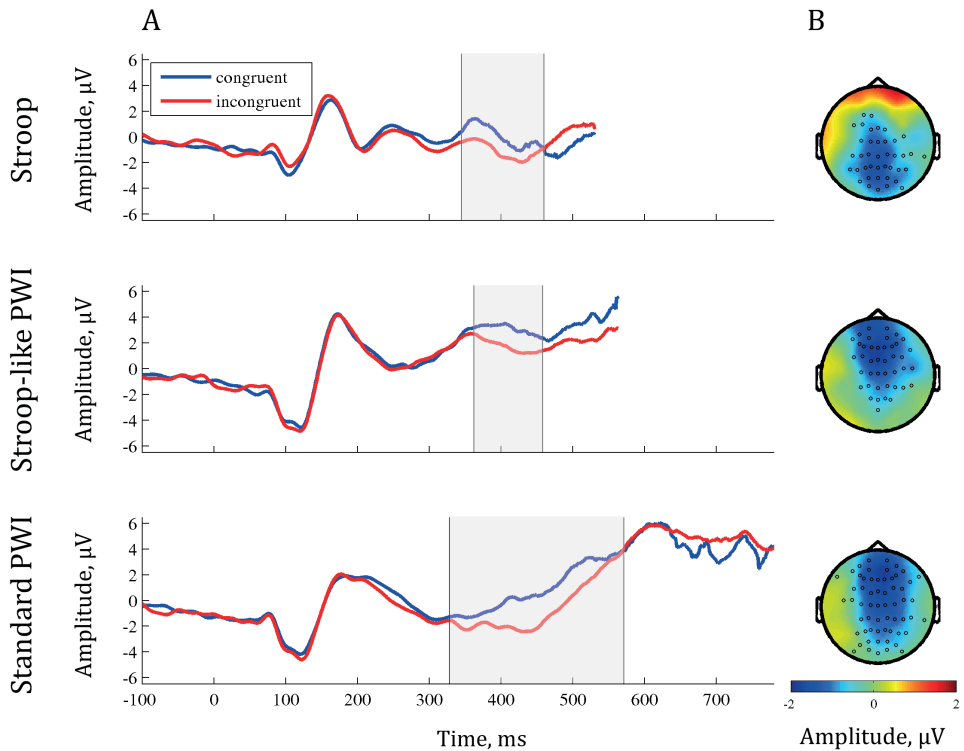 A
B
Stroop
Amplitude, μV
6
4
2
0
-2
-4
-6
congruent
incongruent
Stroop-like PWI
Amplitude, μV
6
4
2
0
-2
-4
-6
Standard PWI
Amplitude, μV
6
4
2
0
-2
-4
-6
-100 0 100 200 300 400 500 600 700
Time, ms
-2 0 2
Amplitude, μV